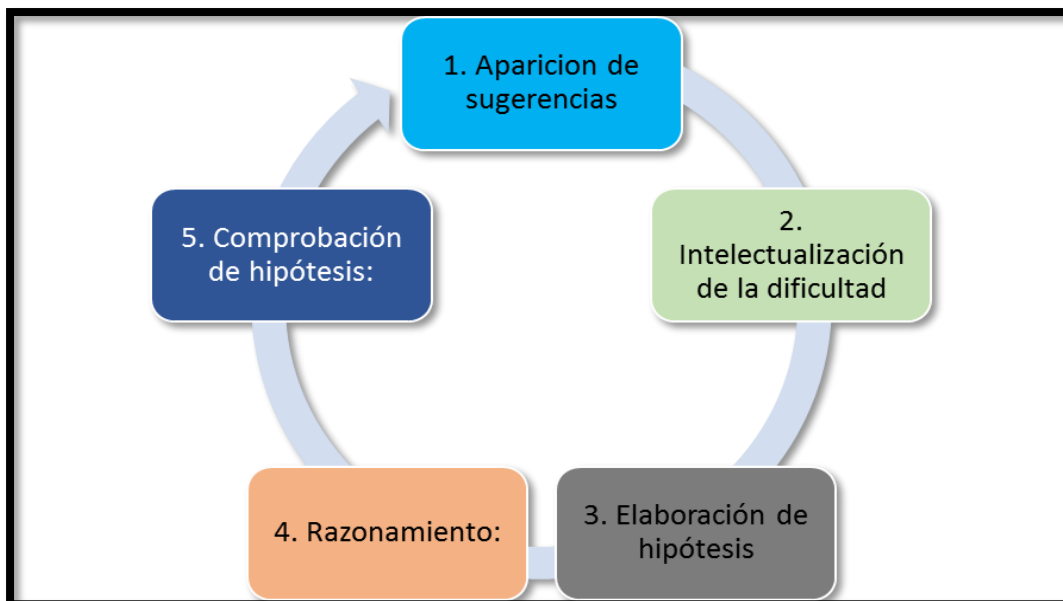 1. Aparicion de
sugerencias
2.
Intelectualización
de la dificultad
3. Elaboración de
hipótesis
4. Razonamiento:
5. Comprobación
de hipótesis: